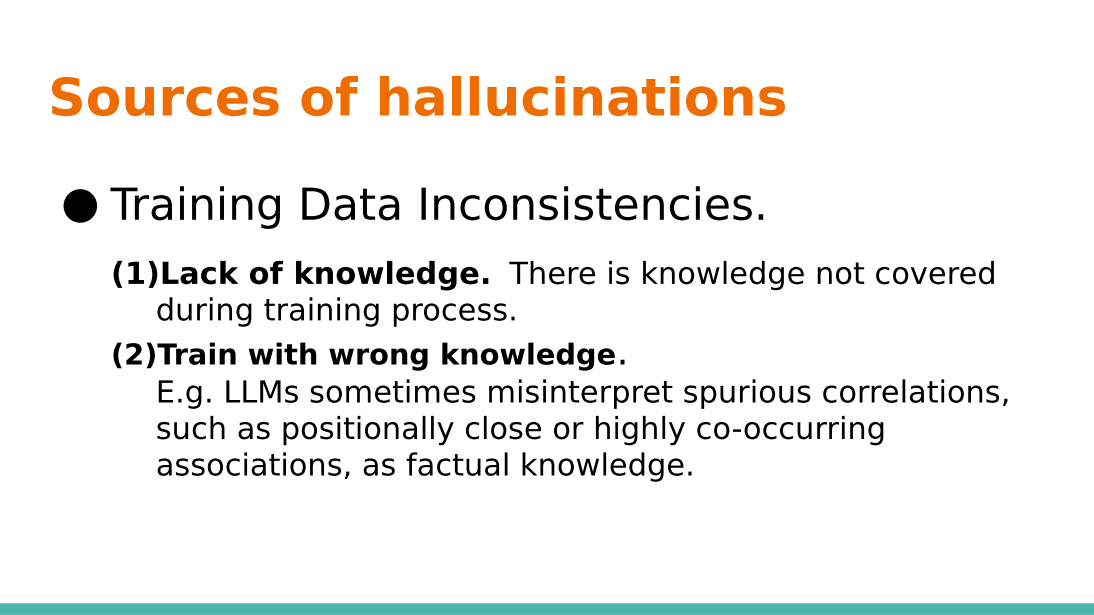 Sources of hallucinations
● Training Data Inconsistencies.
(1)Lack of knowledge.  There is knowledge not covered
during training process.
(2)Train with wrong knowledge.
E.g. LLMs sometimes misinterpret spurious correlations,
such as positionally close or highly co-occurring
associations, as factual knowledge.